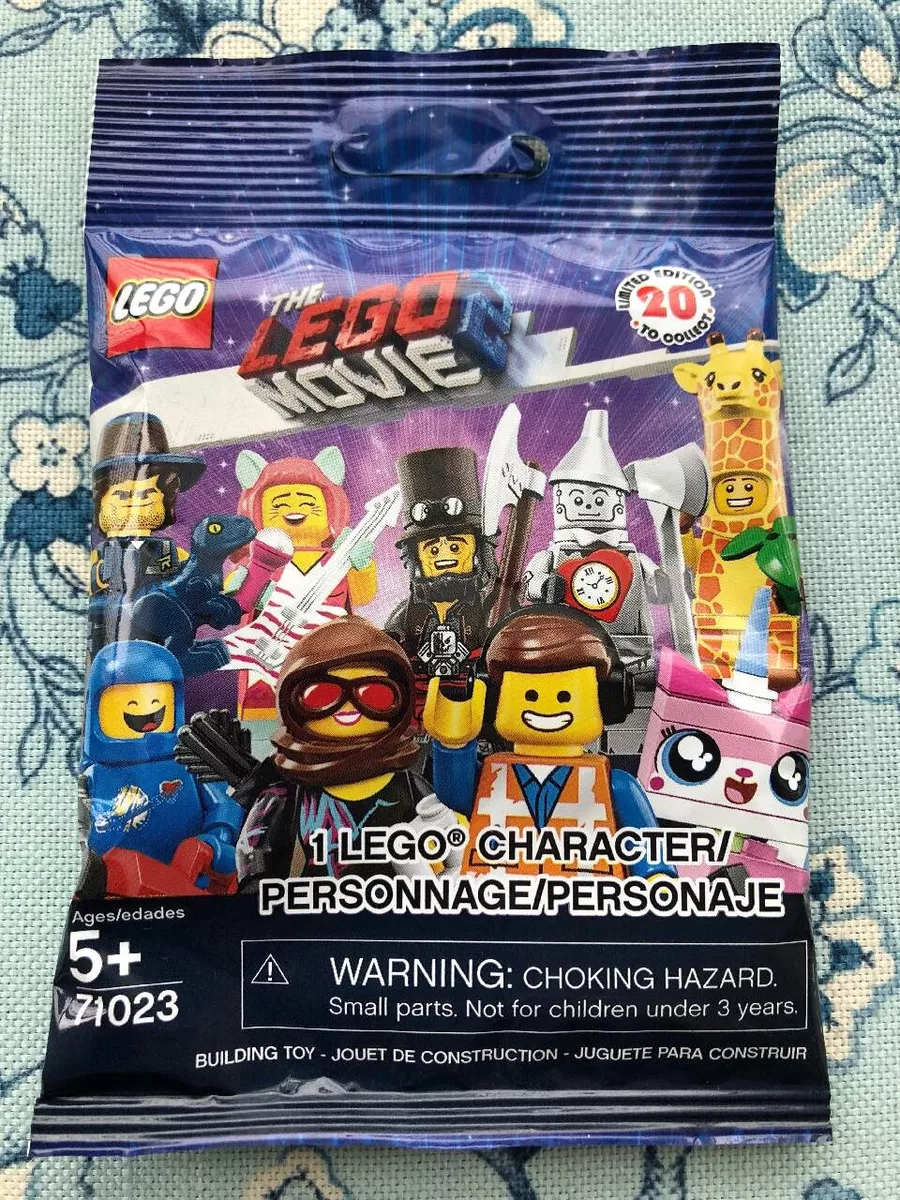 LEGO
THE
LEGO
MOVIE 2
LIMITED EDITION
20
TO COLLECT
1 LEGO® CHARACTER/
PERSONNAGE/PERSONAJE
Ages/edades
5+
71023
WARNING: CHOKING HAZARD.
Small parts. Not for children under 3 years.
BUILDING TOY - JOUET DE CONSTRUCTION - JUGUETE PARA CONSTRUIR